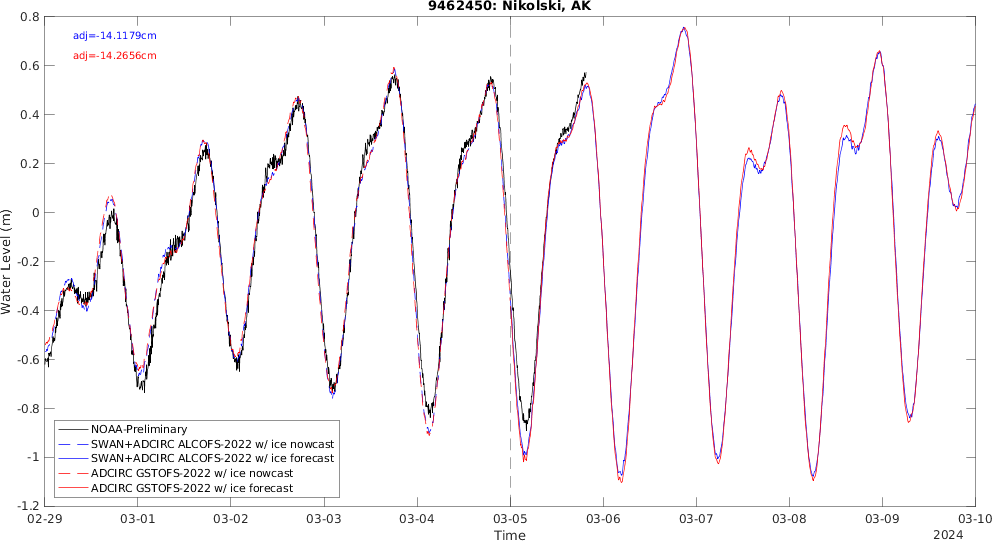 9462450: Nikolski, AK
adj=-14.1179cm
adj=-14.2656cm
0.8
0.6
0.4
0.2
0
-0.2
-0.4
-0.6
-0.8
-1
-1.2
Water Level (m)
NOAA-Preliminary
SWAN+ADCIRC ALCOFS-2022 w/ ice nowcast
SWAN+ADCIRC ALCOFS-2022 w/ ice forecast
ADCIRC GSTOFS-2022 w/ ice nowcast
ADCIRC GSTOFS-2022 w/ ice forecast
02-29 03-01 03-02 03-03 03-04 03-05 03-06 03-07 03-08 03-09 03-10
Time
2024